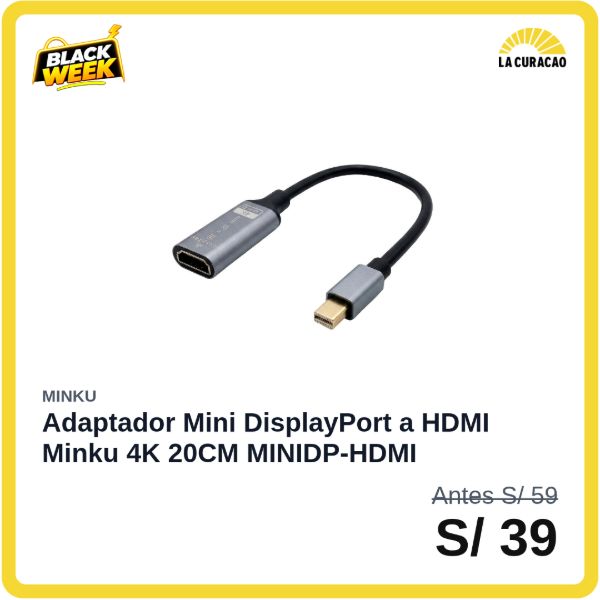 BLACK
WEEK
LA CURACAO
MINKU
Adaptador Mini DisplayPort a HDMI
Minku 4K 20CM MINIDP-HDMI
Antes S/ 59
S/ 39